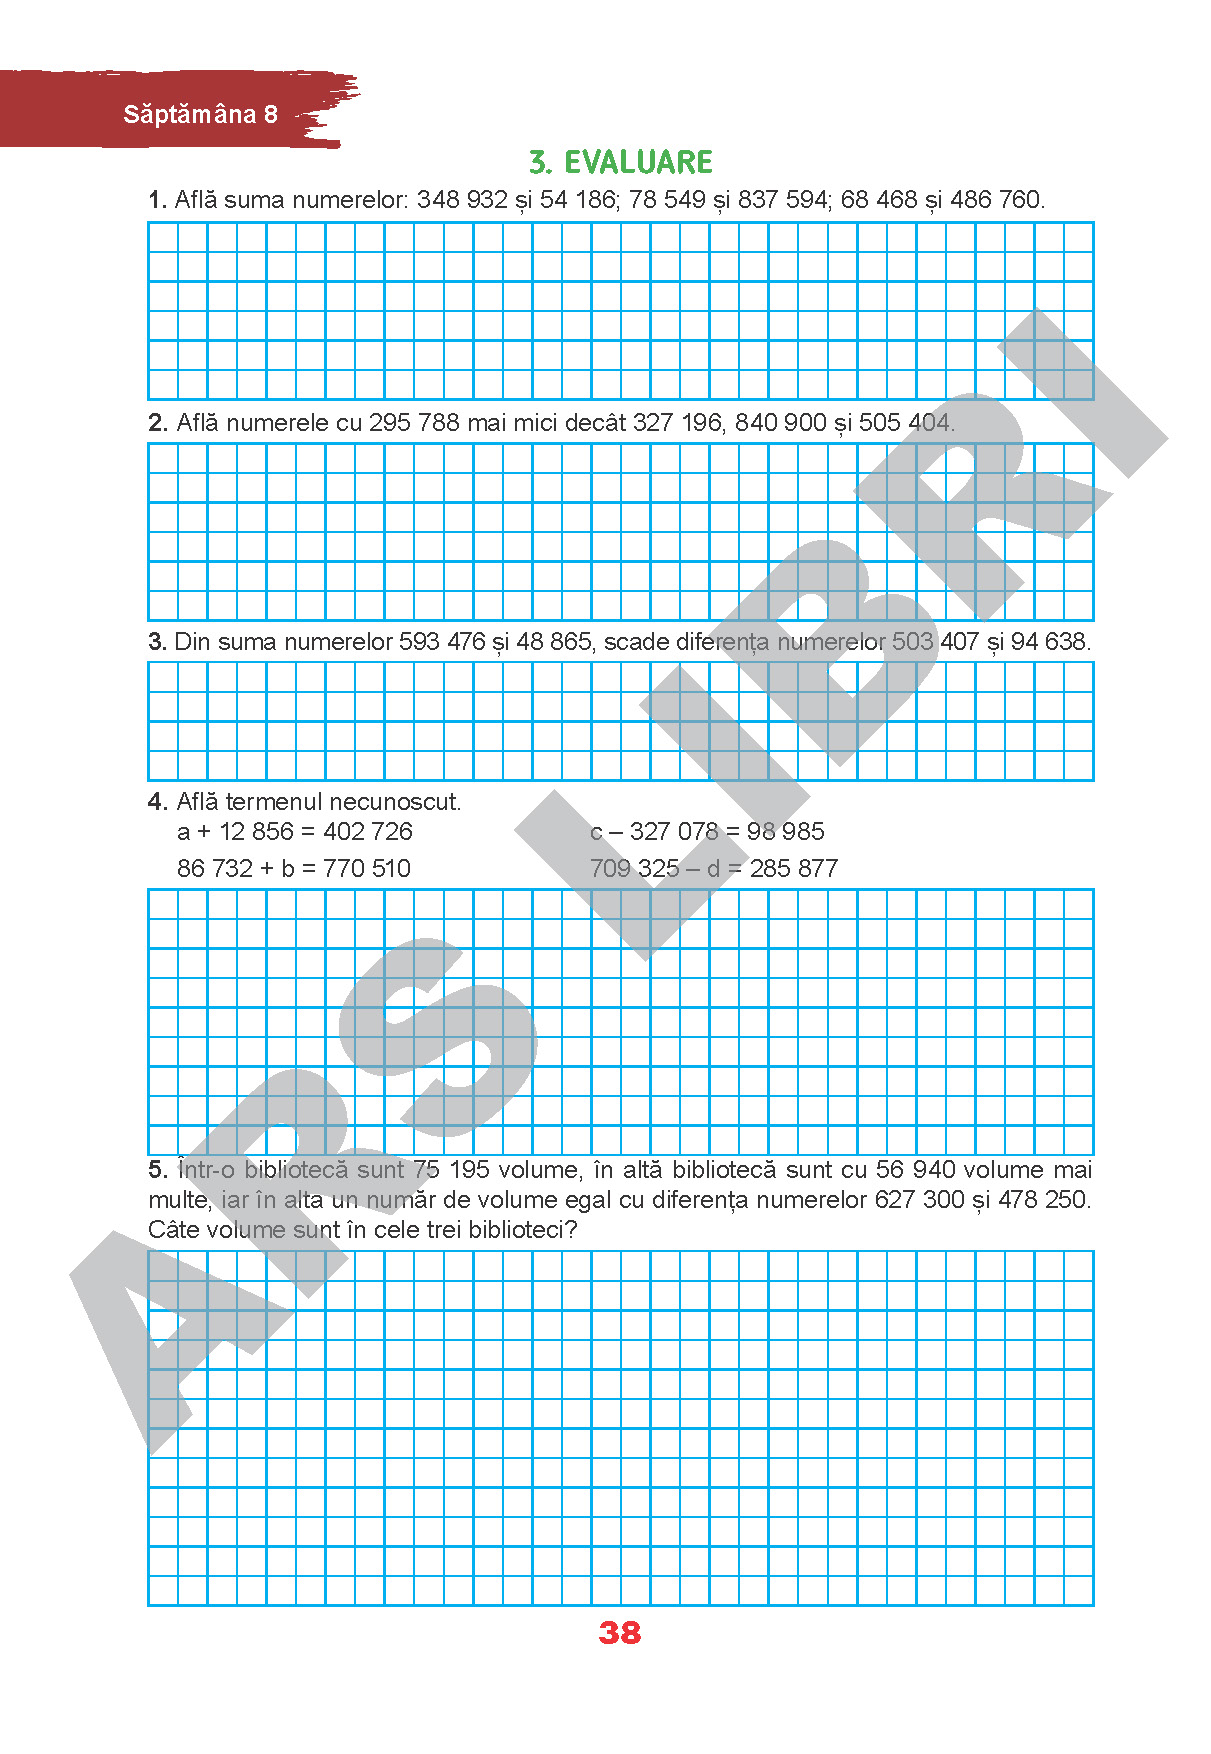 Săptămâna 8
3. EVALUARE
1. Află suma numerelor: 348 932 și 54 186; 78 549 și 837 594; 68 468 și 486 760.
2. Află numerele cu 295 788 mai mici decât 327 196, 840 900 și 505 404.
3. Din suma numerelor 593 476 și 48 865, scade diferența numerelor 503 407 și 94 638.
4. Află termenul necunoscut.
a + 12 856 = 402 726 c – 327 078 = 98 985
86 732 + b = 770 510 709 325 – d = 285 877
5. Într-o bibliotecă sunt 75 195 volume, în altă bibliotecă sunt cu 56 940 volume mai
multe, iar în alta un număr de volume egal cu diferența numerelor 627 300 și 478 250.
Câte volume sunt în cele trei biblioteci?
38
ARS LIBRI